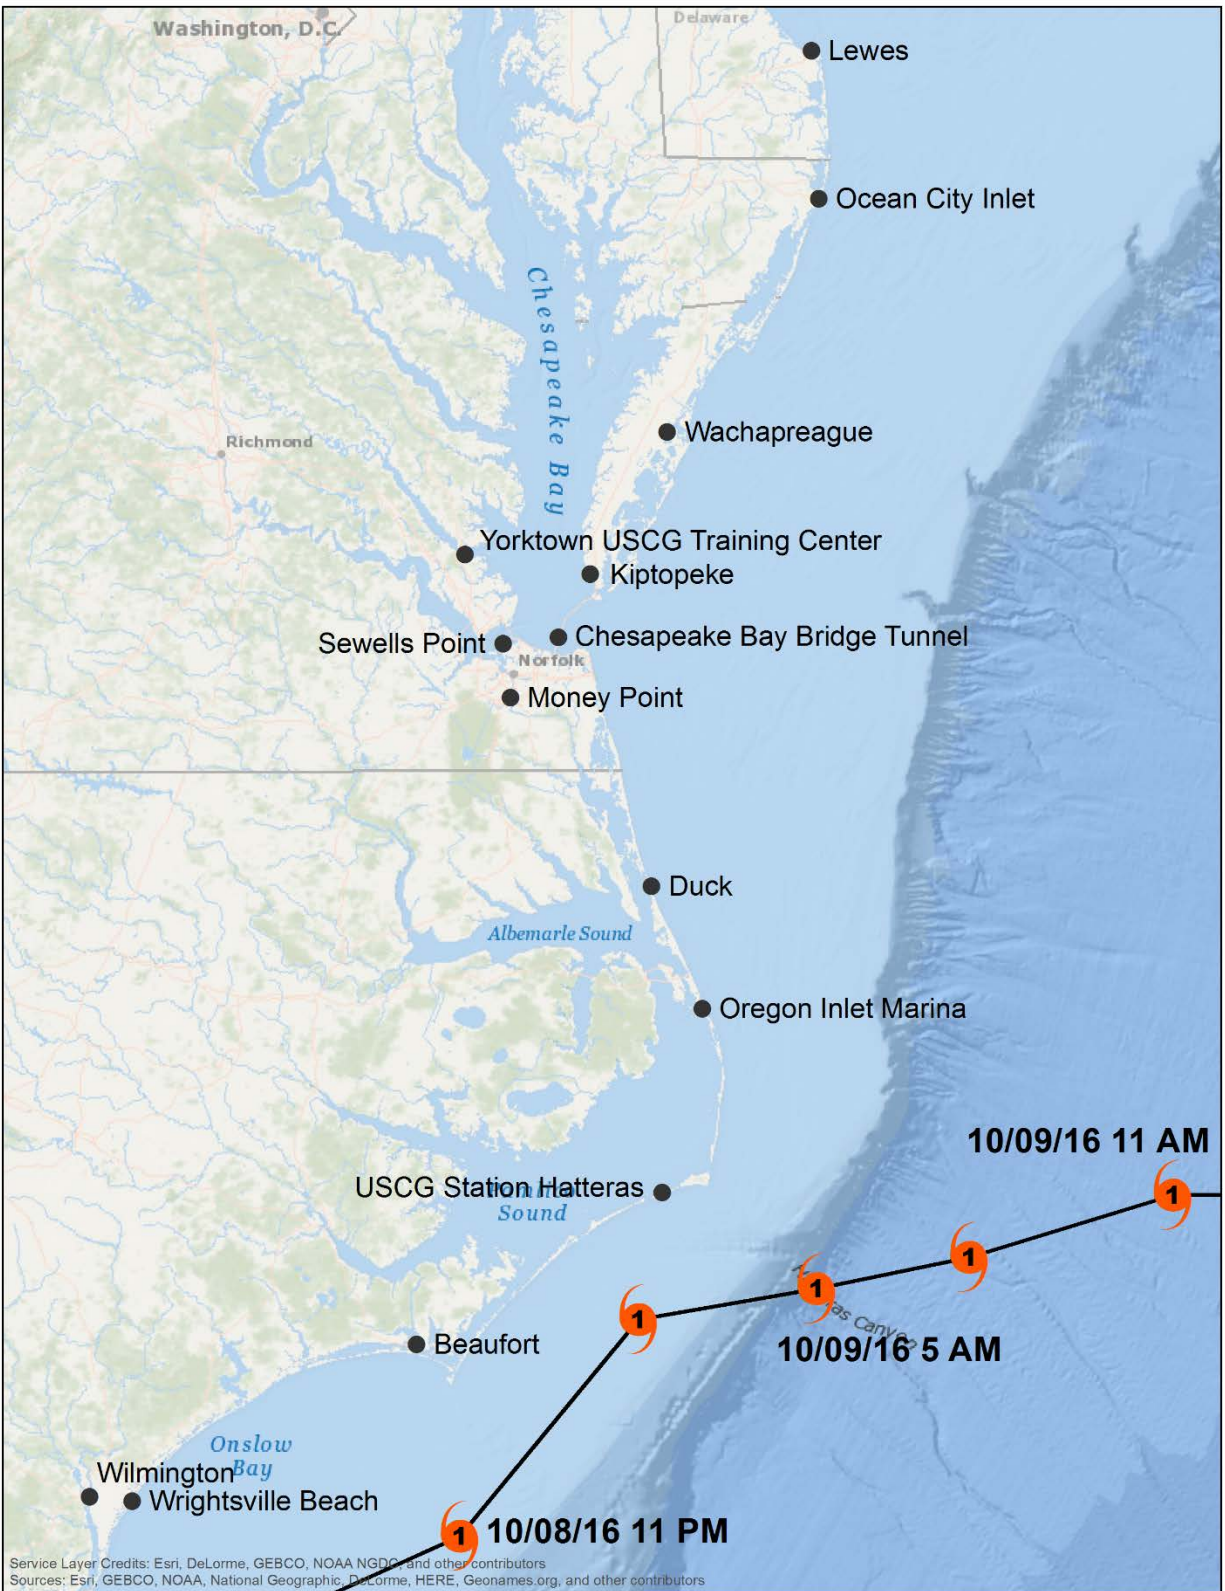 Washington, D.C.
Delaware
Lewes
Ocean City Inlet
Chesapeake Bay
Wachapreague
Richmond
Yorktown USCG Training Center
Kiptopeke
Chesapeake Bay Bridge Tunnel
Sewells Point
Norfolk
Money Point
Duck
Albemarle Sound
Oregon Inlet Marina
10/09/16 11 AM
1
USCG Station Hatteras
Pamlico
Sound
1
1
Canyon
1
10/09/16 5 AM
Beaufort
Onslow
Bay
Wilmington
Wrightsville Beach
1
10/08/16 11 PM
Service Layer Credits: Esri, DeLorme, GEBCO, NOAA NGDC, and other contributors
Sources: Esri, GEBCO, NOAA, National Geographic, DeLorme, HERE, Geonames.org, and other contributors